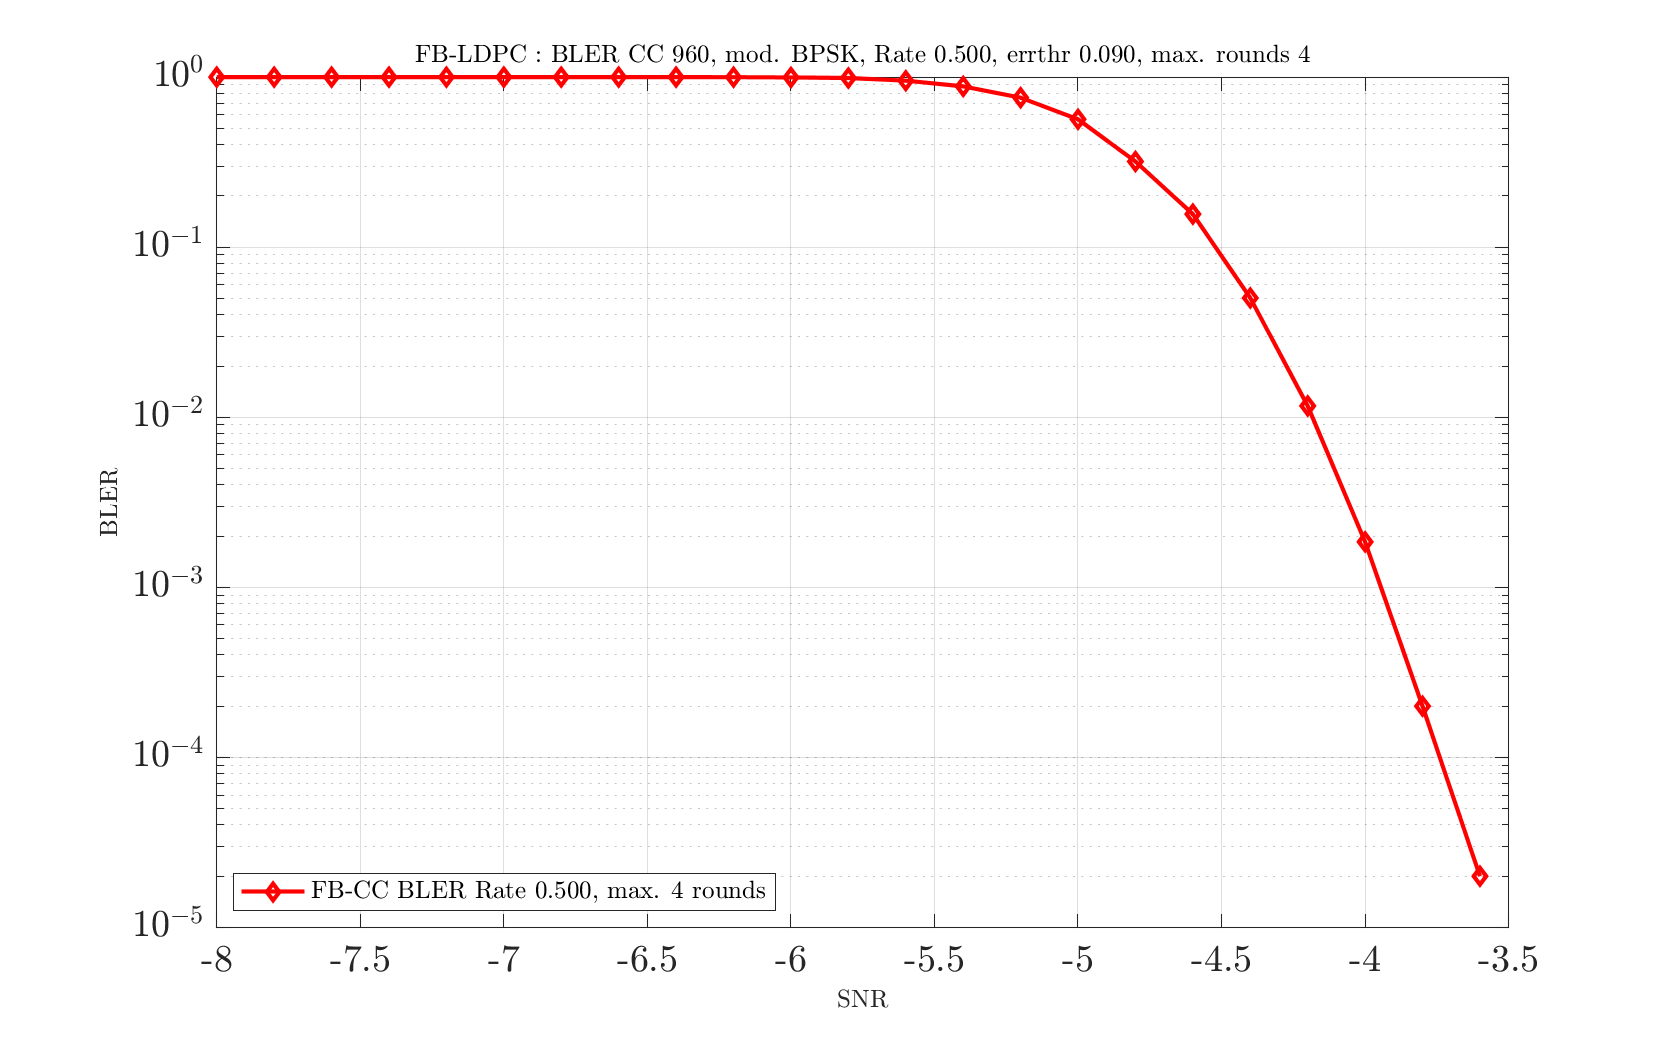 FB-LDPC : BLER CC 960, mod. BPSK, Rate 0.500, errthr 0.090, max. rounds 4
10^0
10^-1
10^-2
10^-3
10^-4
10^-5
BLER
FB-CC BLER Rate 0.500, max. 4 rounds
-8 -7.5 -7 -6.5 -6 -5.5 -5 -4.5 -4 -3.5
SNR